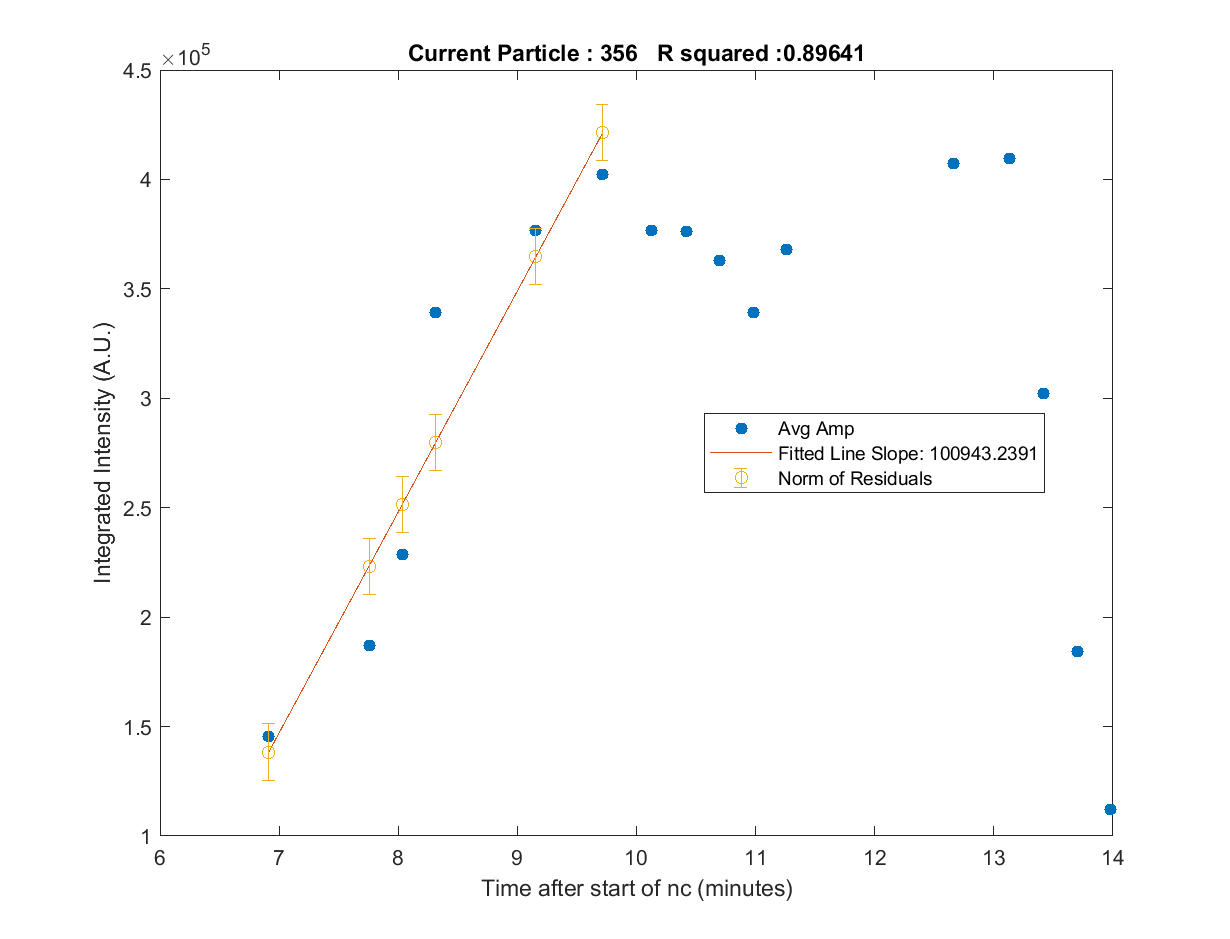 Current Particle : 356   R squared :0.89641
×10^5
4.5
4
3.5
3
2.5
2
1.5
1
Integrated Intensity (A.U.)
Avg Amp
Fitted Line Slope: 100943.2391
Norm of Residuals
6 7 8 9 10 11 12 13 14
Time after start of nc (minutes)